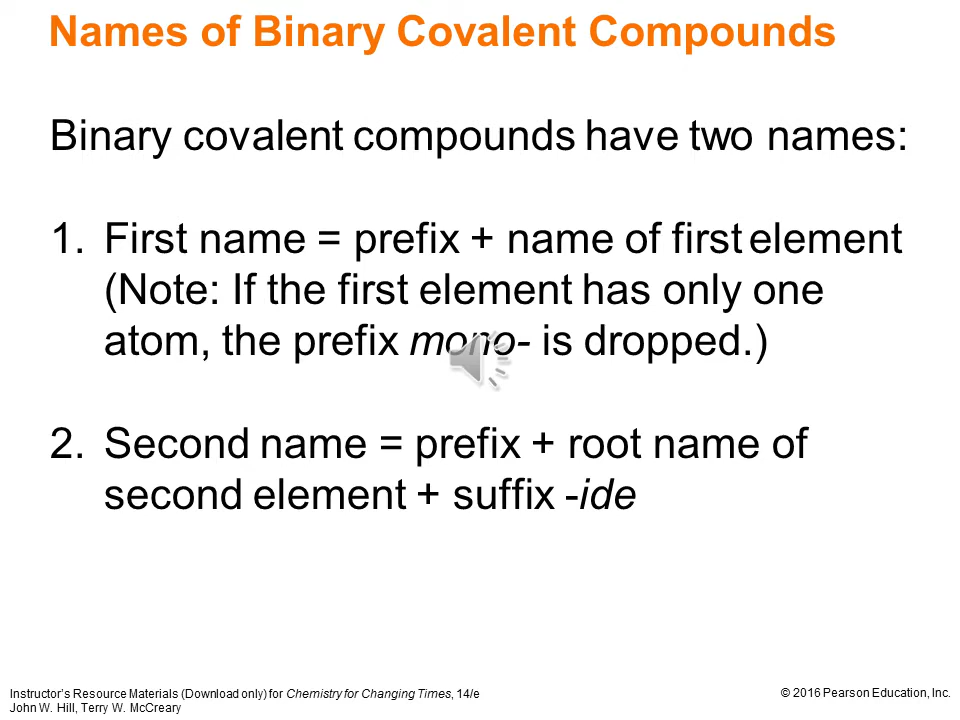 Names of Binary Covalent Compounds
Binary covalent compounds have two names:
1. First name = prefix + name of first element
(Note: If the first element has only one
atom, the prefix mono- is dropped.)
2. Second name = prefix + root name of
second element + suffix -ide
Instructor's Resource Materials (Download only) for Chemistry for Changing Times, 14/e
John W. Hill, Terry W. McCreary
© 2016 Pearson Education, Inc.